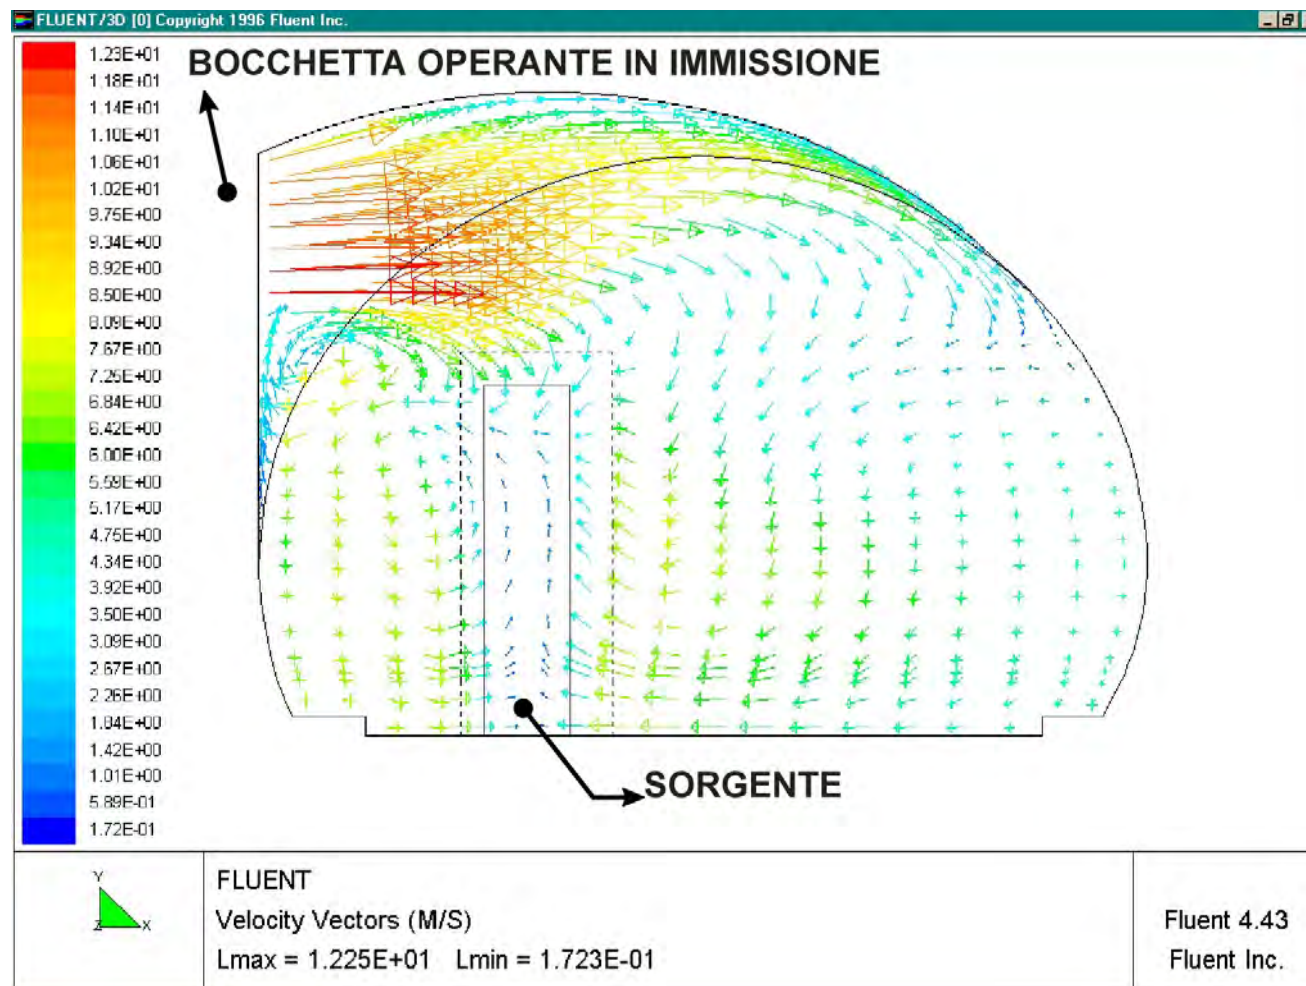 FLUENT/3D [0] Copyright 1996 Fluent Inc.
BOCCHETTA OPERANTE IN IMMISSIONE
1.23E+01
1.18E+01
1.14E+01
1.10E+01
1.06E+01
1.02E+01
9.75E+00
9.34E+00
8.92E+00
8.50E+00
8.09E+00
7.67E+00
7.25E+00
6.84E+00
6.42E+00
6.00E+00
5.59E+00
5.17E+00
4.75E+00
4.34E+00
3.92E+00
3.50E+00
3.09E+00
2.67E+00
2.26E+00
1.84E+00
1.42E+00
1.01E+00
5.89E-01
1.72E-01
SORGENTE
Y
Z X
FLUENT
Velocity Vectors (M/S)
Lmax = 1.225E+01 Lmin = 1.723E-01
Fluent 4.43
Fluent Inc.